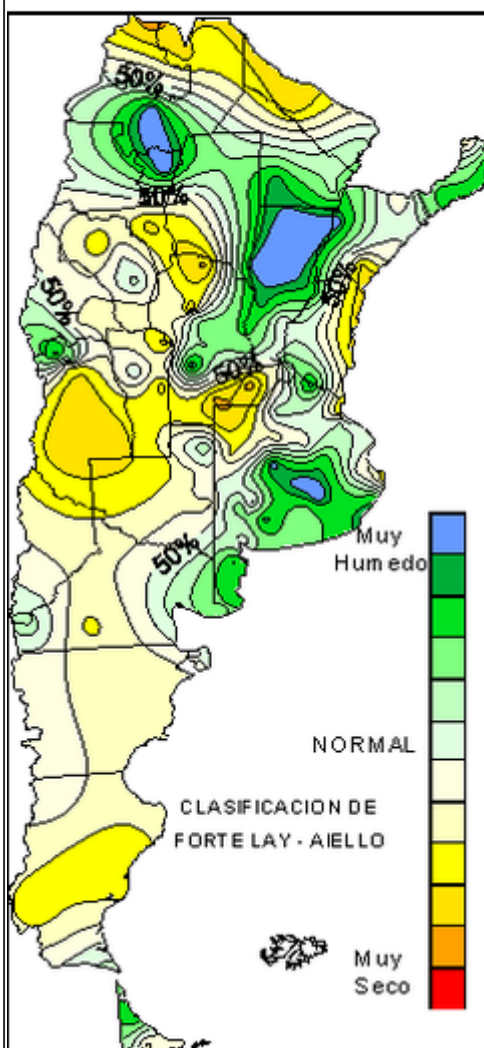 50%
50%
50%
50%
50%
50%
Muy
Humedo
NORMAL
CLASIFICACION DE
FORTE LAY - AIELLO
Muy
Seco